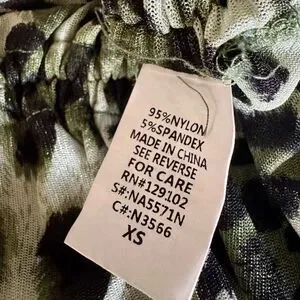 95%NYLON
5%SPANDEX
MADE IN CHINA
SEE REVERSE
FOR CARE
RN#129102
S#:NA5571N
C#:N3566
XS